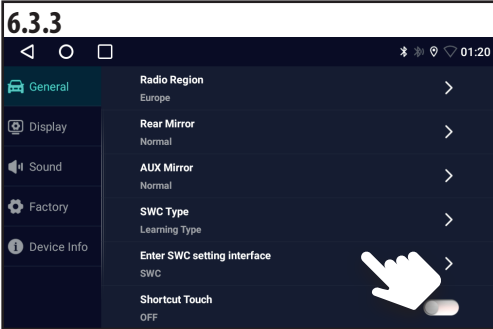 6.3.3
01:20
General
Display
Sound
Factory
Device Info
Radio Region
Europe
Rear Mirror
Normal
AUX Mirror
Normal
SWC Type
Learning Type
Enter SWC setting interface
SWC
Shortcut Touch
OFF